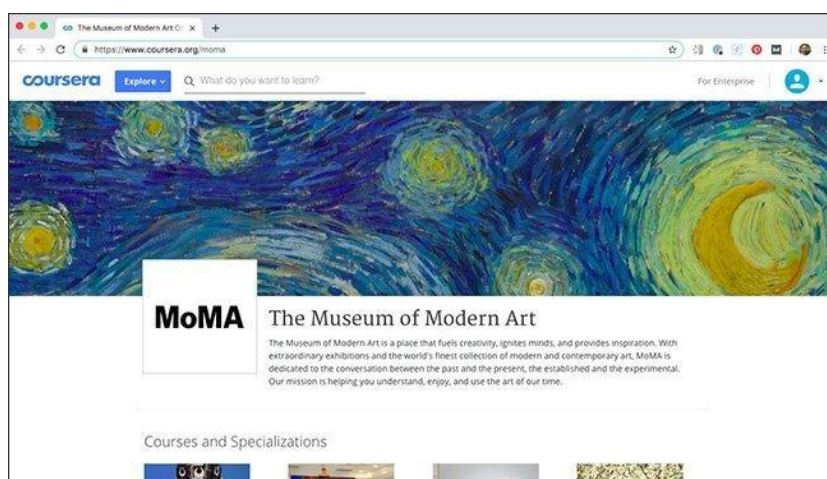 The Museum of Modern Art O
https://www.coursera.org/moma
coursera
Explore
What do you want to learn?
For Enterprise
MoMA
The Museum of Modern Art
The Museum of Modern Art is a place that fuels creativity, ignites minds, and provides inspiration. With
extraordinary exhibitions and the world's finest collection of modern and contemporary art, MoMA is
dedicated to the conversation between the past and the present, the established and the experimental.
Our mission is helping you understand, enjoy, and use the art of our time.
Courses and Specializations